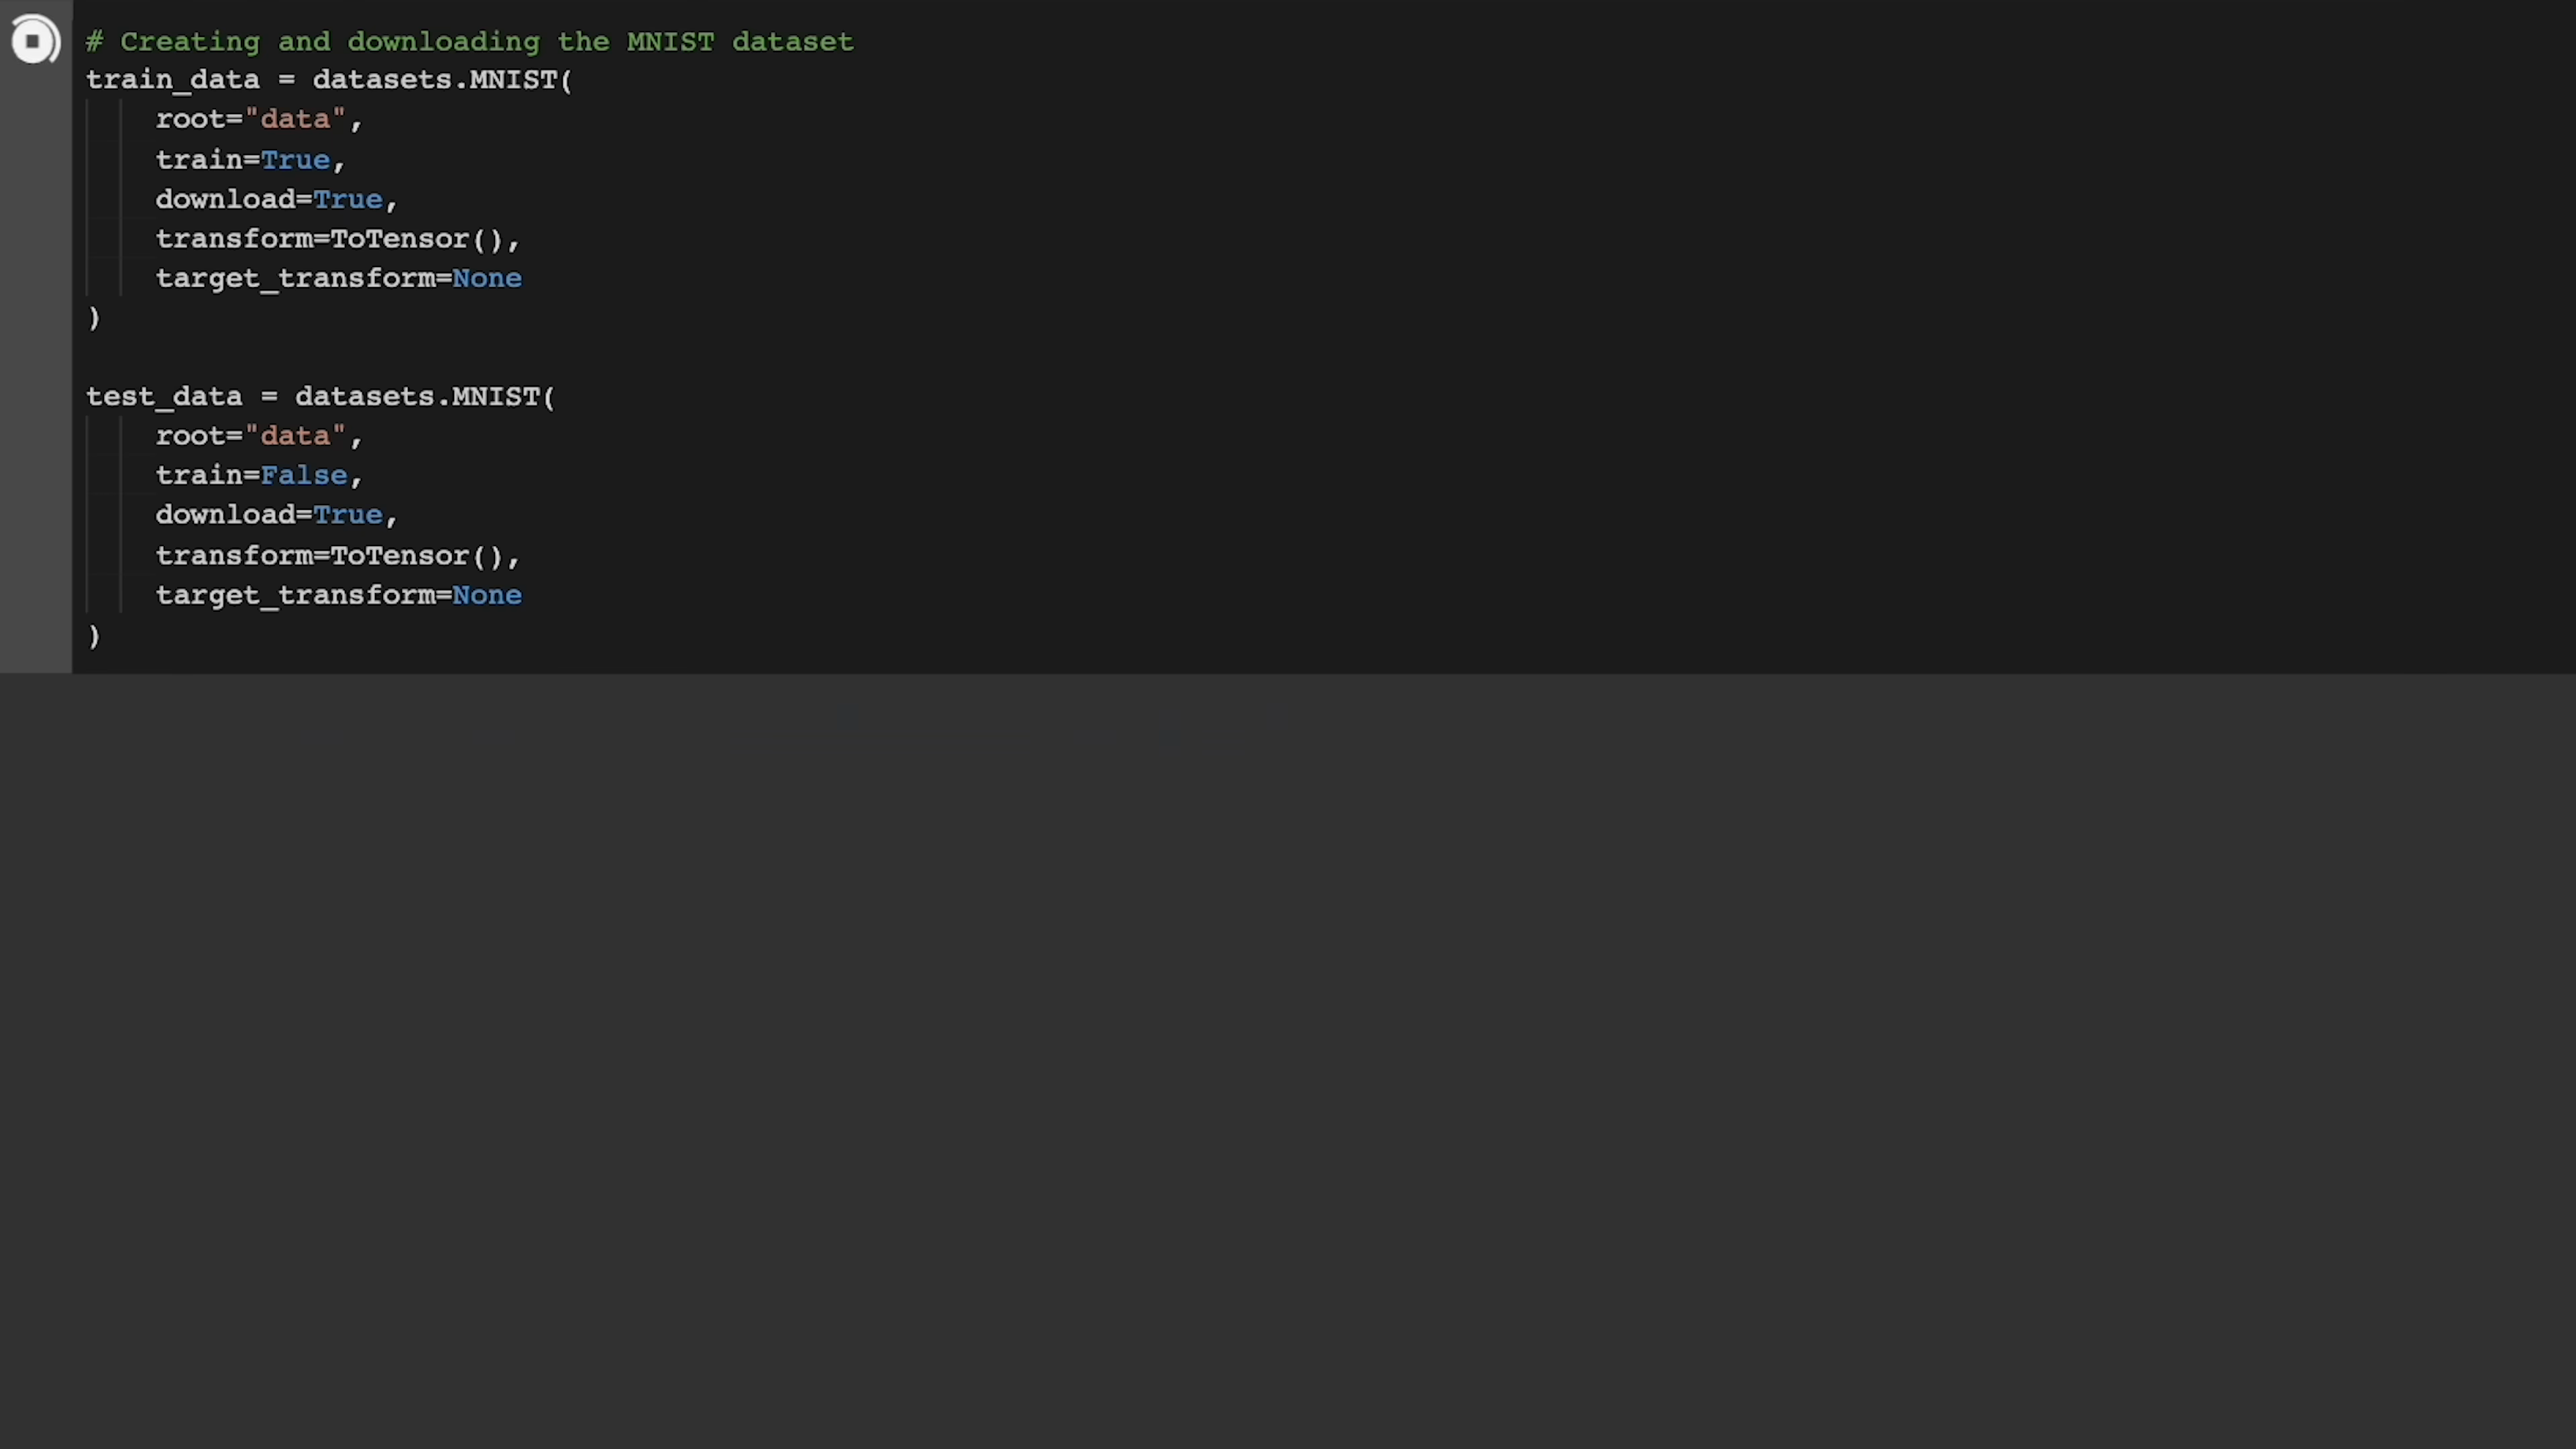 # Creating and downloading the MNIST dataset
train_data = datasets.MNIST(
    root="data",
    train=True,
    download=True,
    transform=ToTensor(),
    target_transform=None
)

test_data = datasets.MNIST(
    root="data",
    train=False,
    download=True,
    transform=ToTensor(),
    target_transform=None
)